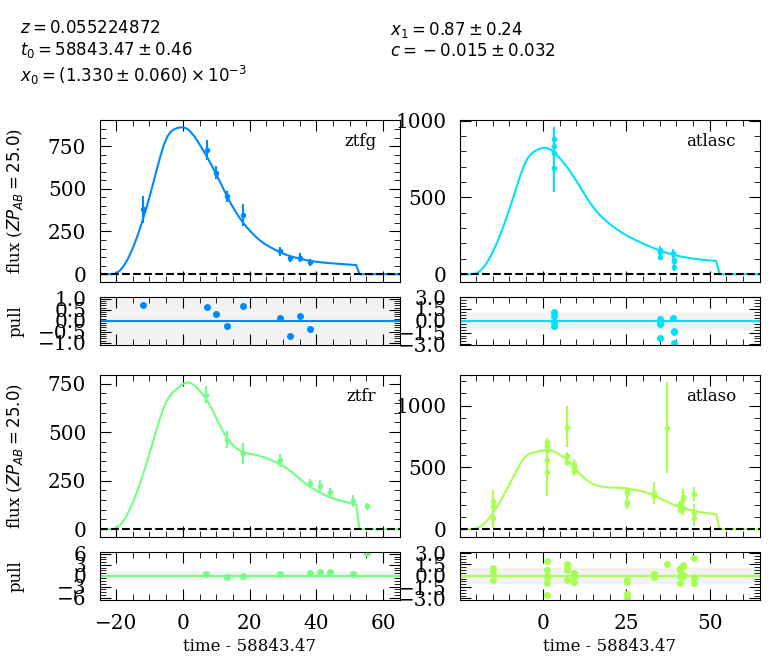 z = 0.055224872
t₀ = 58843.47 ± 0.46
x₀ = (1.330 ± 0.060) × 10⁻³
x₁ = 0.87 ± 0.24
c = −0.015 ± 0.032
flux (ZP_AB = 25.0)
750
500
250
0
ztfg
1000
500
0
atlasc
pull
1.0
0.5
0.0
−0.5
−1.0
3.0
1.5
0.0
−1.5
−3.0
flux (ZP_AB = 25.0)
750
500
250
0
ztfr
1000
500
0
atlaso
pull
6
3
0
−3
−6
3.0
1.5
0.0
−1.5
−3.0
−20 0 20 40 60
time - 58843.47
0 25 50
time - 58843.47